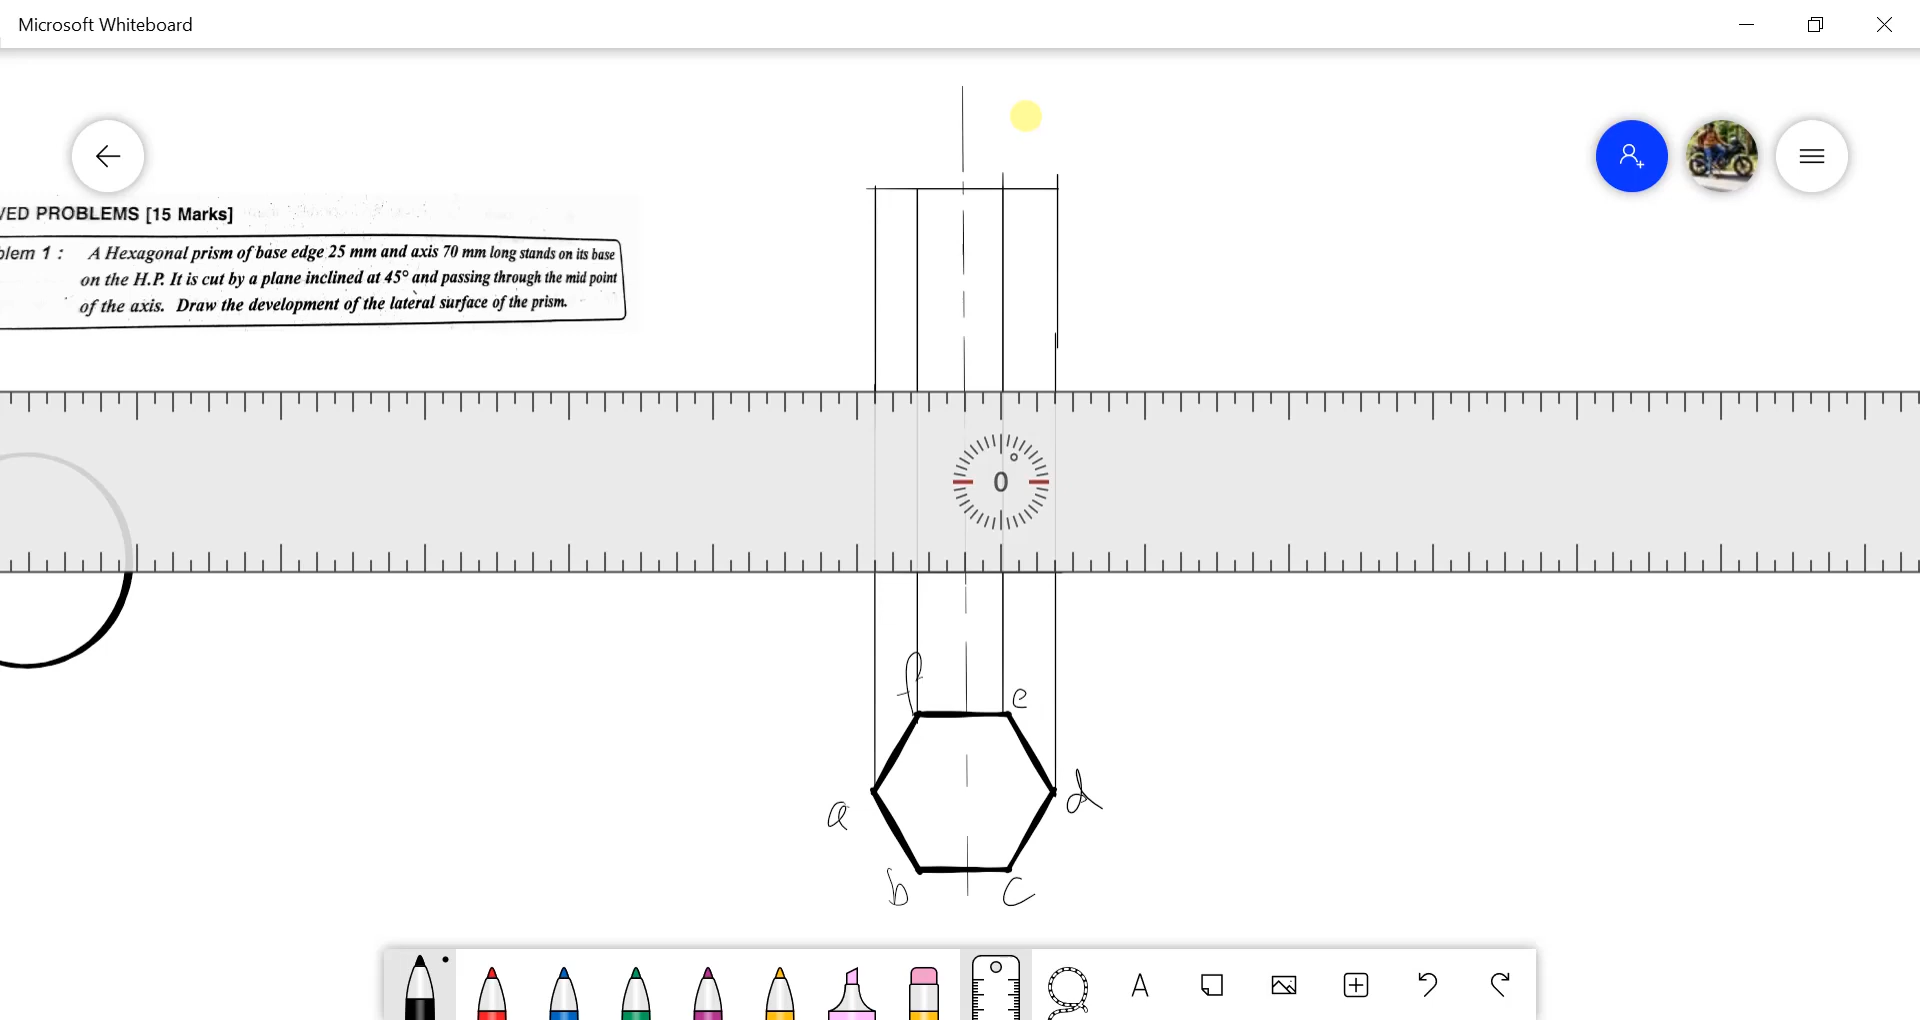 Microsoft Whiteboard
VED PROBLEMS [15 Marks]
blem 1 : A Hexagonal prism of base edge 25 mm and axis 70 mm long stands on its base
on the H.P. It is cut by a plane inclined at 45° and passing through the mid point
of the axis. Draw the development of the lateral surface of the prism.
0°
f e
a d
b c
A